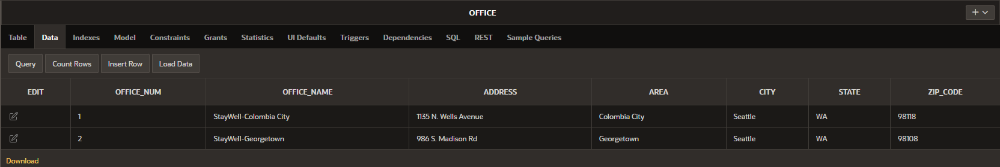 OFFICE
Table Data Indexes Model Constraints Grants Statistics UI Defaults Triggers Dependencies SQL REST Sample Queries
Query Count Rows Insert Row Load Data
EDIT OFFICE_NUM OFFICE_NAME ADDRESS AREA CITY STATE ZIP_CODE
1 StayWell-Colombia City 1135 N. Wells Avenue Colombia City Seattle WA 98118
2 StayWell-Georgetown 986 S. Madison Rd Georgetown Seattle WA 98108
Download